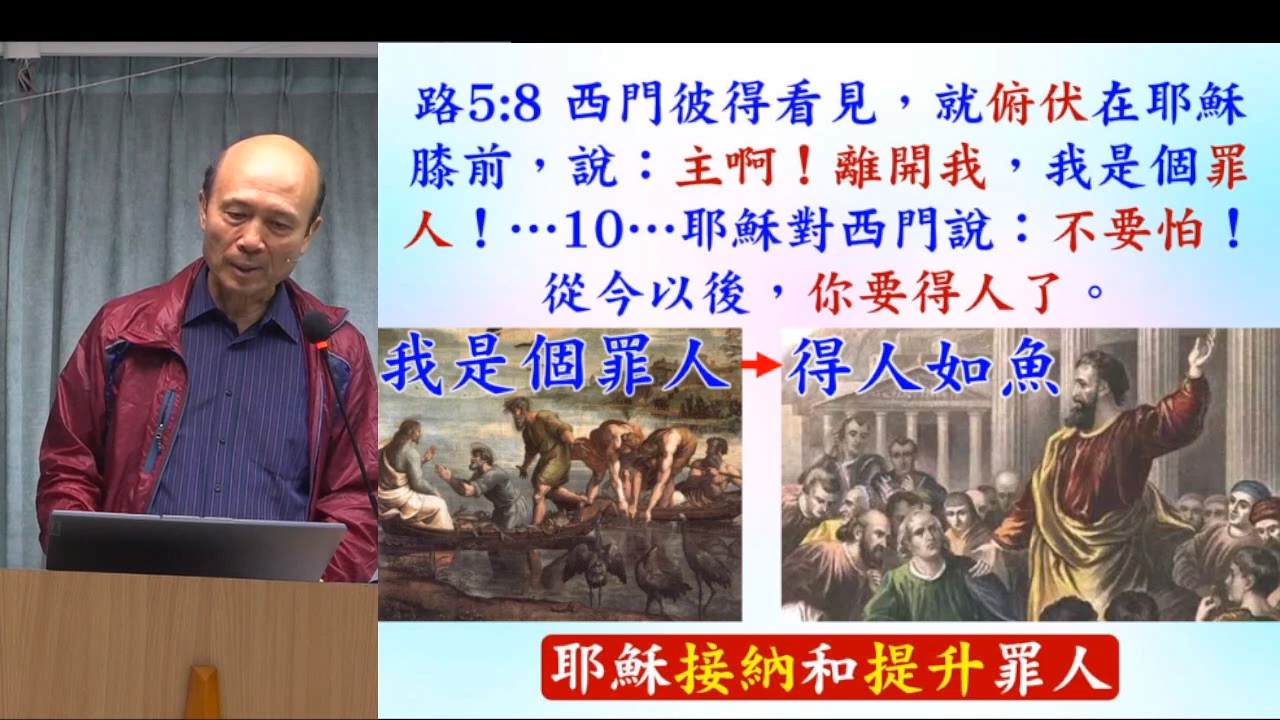 路5:8 西門彼得看見，就俯伏在耶穌
膝前，說：主啊！離開我，我是個罪
人！…10…耶穌對西門說：不要怕！
從今以後，你要得人了。
我是個罪人
得人如魚
耶穌接納和提升罪人